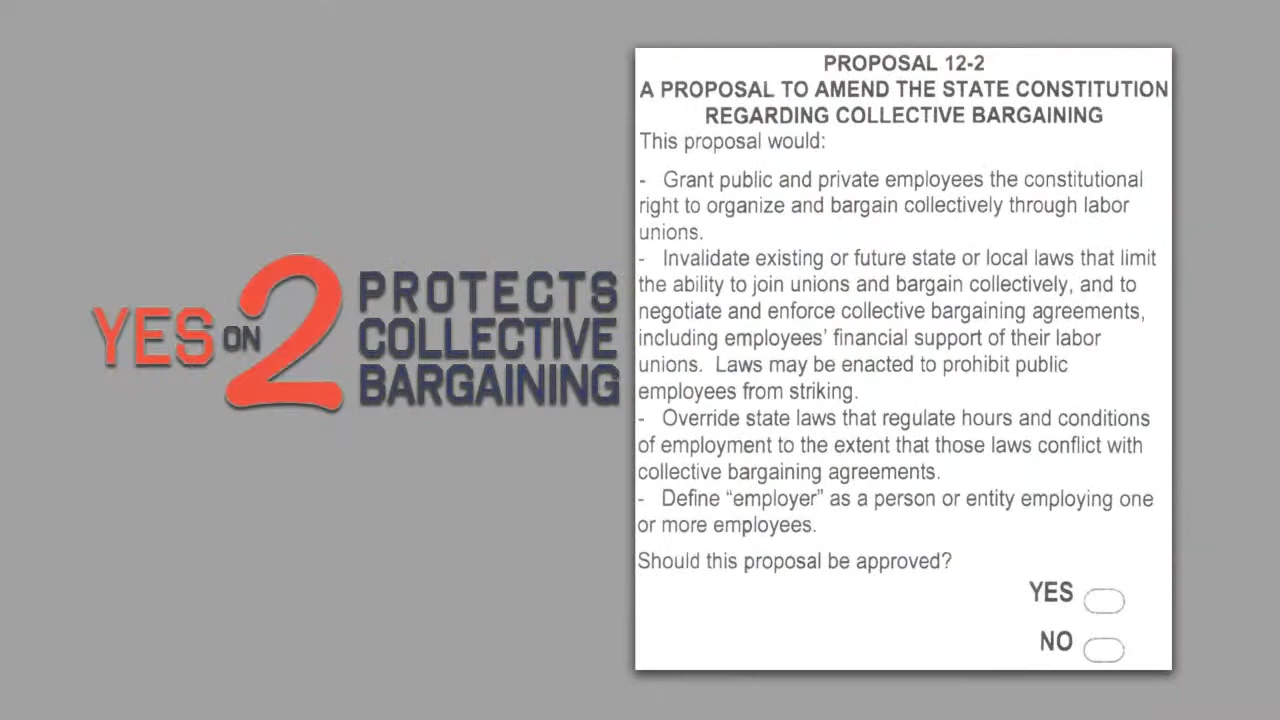 YES ON 2 PROTECTS
COLLECTIVE
BARGAINING
PROPOSAL 12-2
A PROPOSAL TO AMEND THE STATE CONSTITUTION
REGARDING COLLECTIVE BARGAINING
This proposal would:
- Grant public and private employees the constitutional
right to organize and bargain collectively through labor
unions.
- Invalidate existing or future state or local laws that limit
the ability to join unions and bargain collectively, and to
negotiate and enforce collective bargaining agreements,
including employees' financial support of their labor
unions. Laws may be enacted to prohibit public
employees from striking.
- Override state laws that regulate hours and conditions
of employment to the extent that those laws conflict with
collective bargaining agreements.
- Define “employer” as a person or entity employing one
or more employees.
Should this proposal be approved?
YES
NO